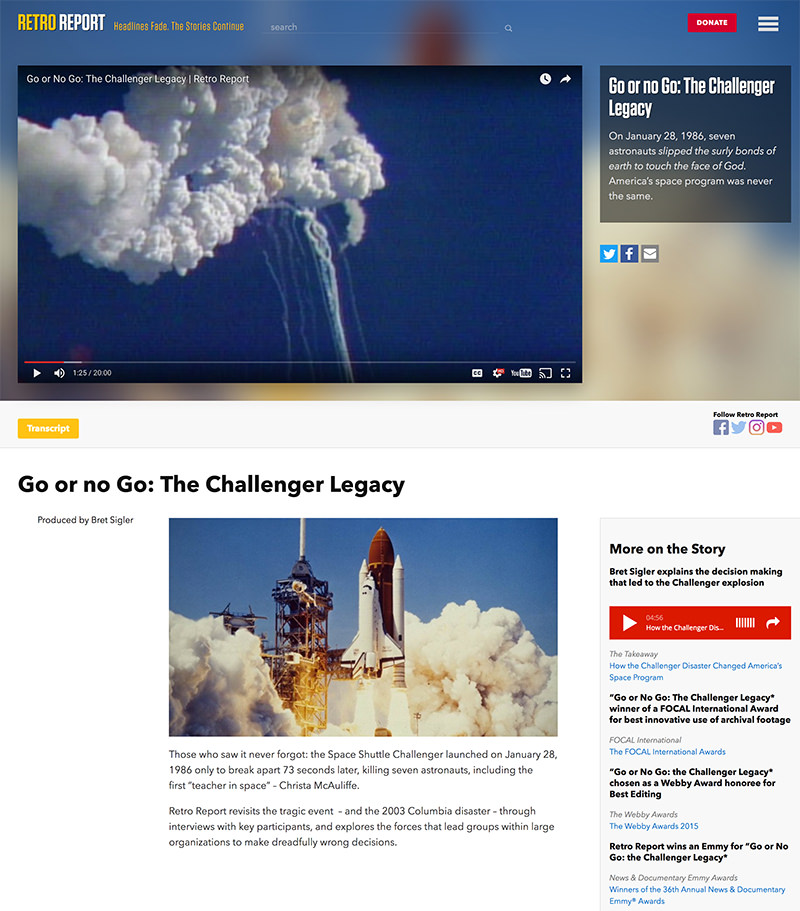 RETRO REPORT Headlines Fade. The Stories Continue search DONATE
Go or No Go: The Challenger Legacy | Retro Report
1:25 / 20:00
CC HD YouTube
Go or no Go: The Challenger
Legacy
On January 28, 1986, seven
astronauts slipped the surly bonds of
earth to touch the face of God.
America's space program was never
the same.
Transcript
Follow Retro Report
Go or no Go: The Challenger Legacy
Produced by Bret Sigler
Those who saw it never forgot: the Space Shuttle Challenger launched on January 28,
1986 only to break apart 73 seconds later, killing seven astronauts, including the
first “teacher in space” – Christa McAuliffe.
Retro Report revisits the tragic event – and the 2003 Columbia disaster – through
interviews with key participants, and explores the forces that lead groups within large
organizations to make dreadfully wrong decisions.
More on the Story
Bret Sigler explains the decision making
that led to the Challenger explosion
04:56
How the Challenger Dis...
The Takeaway
How the Challenger Disaster Changed America's
Space Program
“Go or No Go: The Challenger Legacy"
winner of a FOCAL International Award
for best innovative use of archival footage
FOCAL International
The FOCAL International Awards
“Go or No Go: the Challenger Legacy"
chosen as a Webby Award honoree for
Best Editing
The Webby Awards
The Webby Awards 2015
Retro Report wins an Emmy for “Go or No
Go: the Challenger Legacy"
News & Documentary Emmy Awards
Winners of the 36th Annual News & Documentary
Emmy® Awards